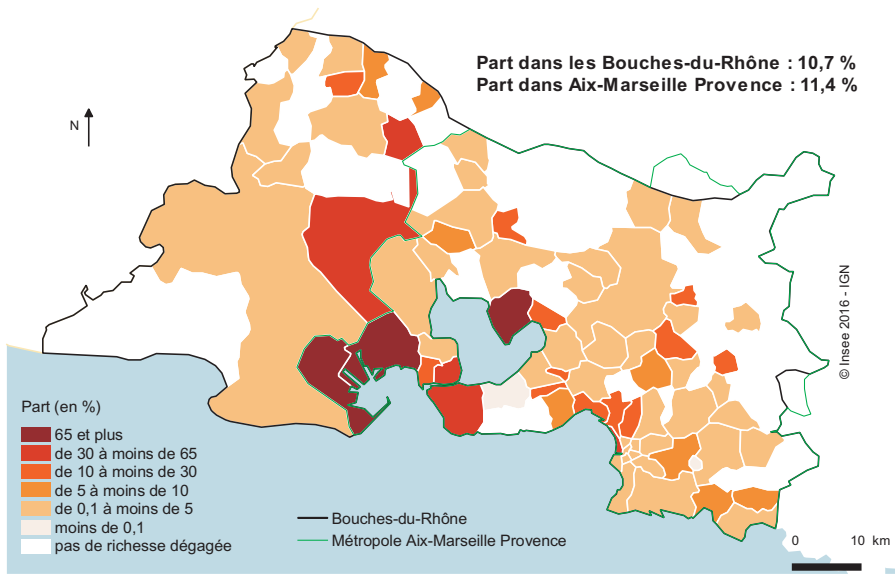 Part dans les Bouches-du-Rhône : 10,7 %
Part dans Aix-Marseille Provence : 11,4 %
N
© Insee 2016 - IGN
Part (en %)
65 et plus
de 30 à moins de 65
de 10 à moins de 30
de 5 à moins de 10
de 0,1 à moins de 5
moins de 0,1
pas de richesse dégagée
Bouches-du-Rhône
Métropole Aix-Marseille Provence
0 10 km